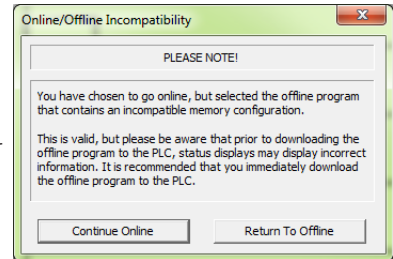 Online/Offline Incompatibility
PLEASE NOTE!
You have chosen to go online, but selected the offline program
that contains an incompatible memory configuration.
This is valid, but please be aware that prior to downloading the
offline program to the PLC, status displays may display incorrect
information. It is recommended that you immediately download
the offline program to the PLC.
Continue Online
Return To Offline